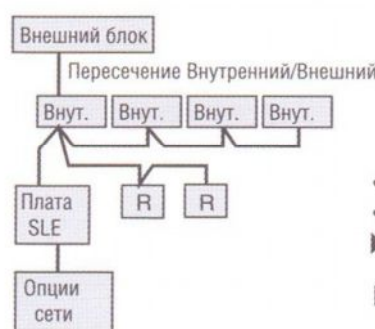 Внешний блок
Пересечение Внутренний/Внешний
Внут. Внут. Внут. Внут.
Плата
SLE
R R
Опции
сети